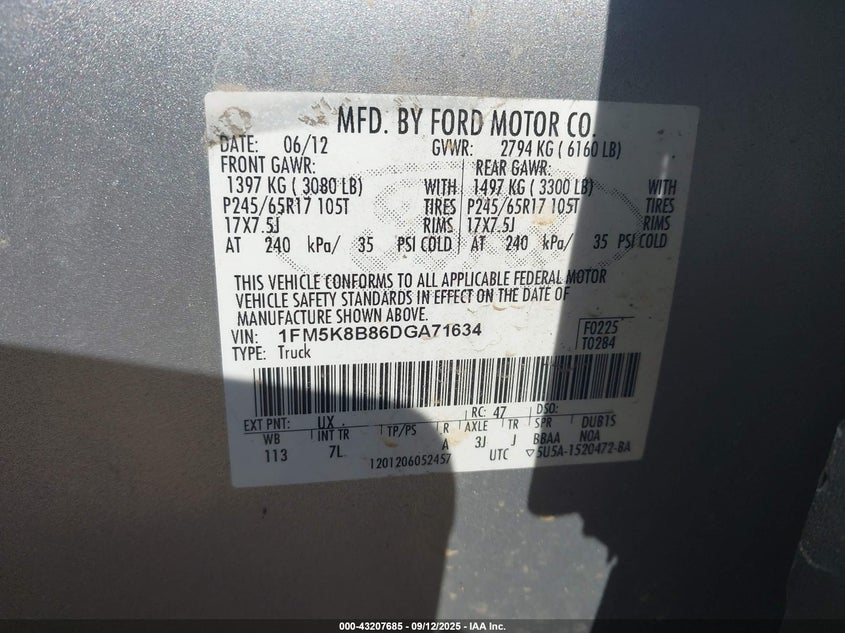 MFD. BY FORD MOTOR CO.
DATE: 06/12 GVWR: 2794 KG ( 6160 LB)
FRONT GAWR: REAR GAWR:
1397 KG ( 3080 LB) WITH 1497 KG ( 3300 LB) WITH
P245/65R17 105T TIRES P245/65R17 105T TIRES
17X7.5J RIMS 17X7.5J RIMS
AT 240 kPa/ 35 PSI COLD AT 240 kPa/ 35 PSI COLD
THIS VEHICLE CONFORMS TO ALL APPLICABLE FEDERAL MOTOR
VEHICLE SAFETY STANDARDS IN EFFECT ON THE DATE OF
MANUFACTURE SHOWN ABOVE.
VIN: 1FM5K8B86DGA71634 F0225
TYPE: Truck T0284
EXT PNT: UX RC: 47 DSO:
WB INT TR TP/PS R AXLE TR SPR DUB1S
113 7L A 3J J BBAA NOA
1201206052457 UTC ▽5U5A-1520472-BA
000-43207685 - 09/12/2025 - IAA Inc.